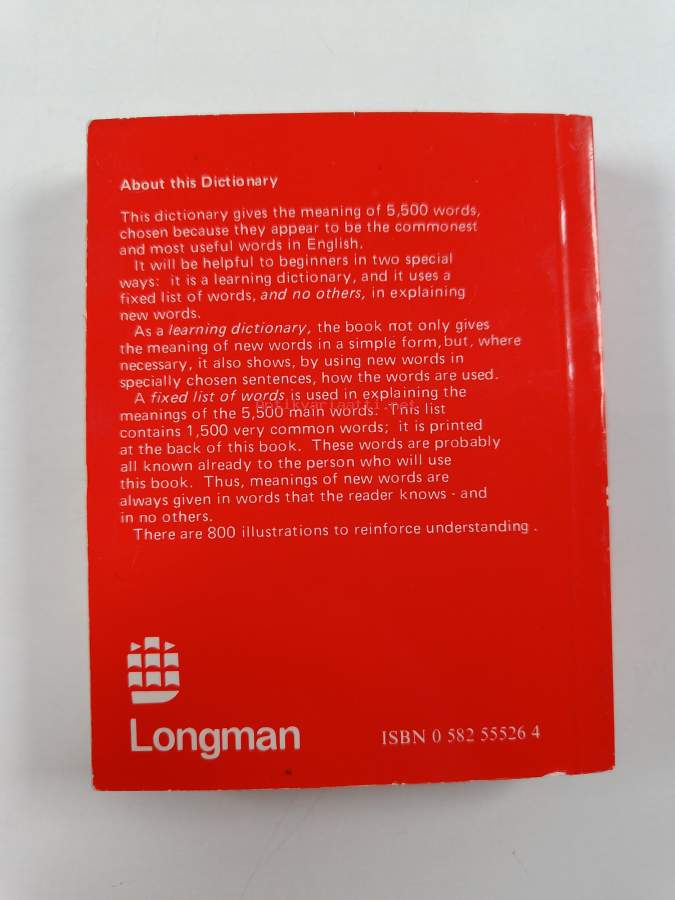 About this Dictionary
This dictionary gives the meaning of 5,500 words,
chosen because they appear to be the commonest
and most useful words in English.
It will be helpful to beginners in two special
ways: it is a learning dictionary, and it uses a
fixed list of words, and no others, in explaining
new words.
As a learning dictionary, the book not only gives
the meaning of new words in a simple form, but, where
necessary, it also shows, by using new words in
specially chosen sentences, how the words are used.
A fixed list of words is used in explaining the
antikvariaatti.net
meanings of the 5,500 main words. This list
contains 1,500 very common words; it is printed
at the back of this book. These words are probably
all known already to the person who will use
this book. Thus, meanings of new words are
always given in words that the reader knows - and
in no others.
There are 800 illustrations to reinforce understanding.
Longman
ISBN 0 582 55526 4